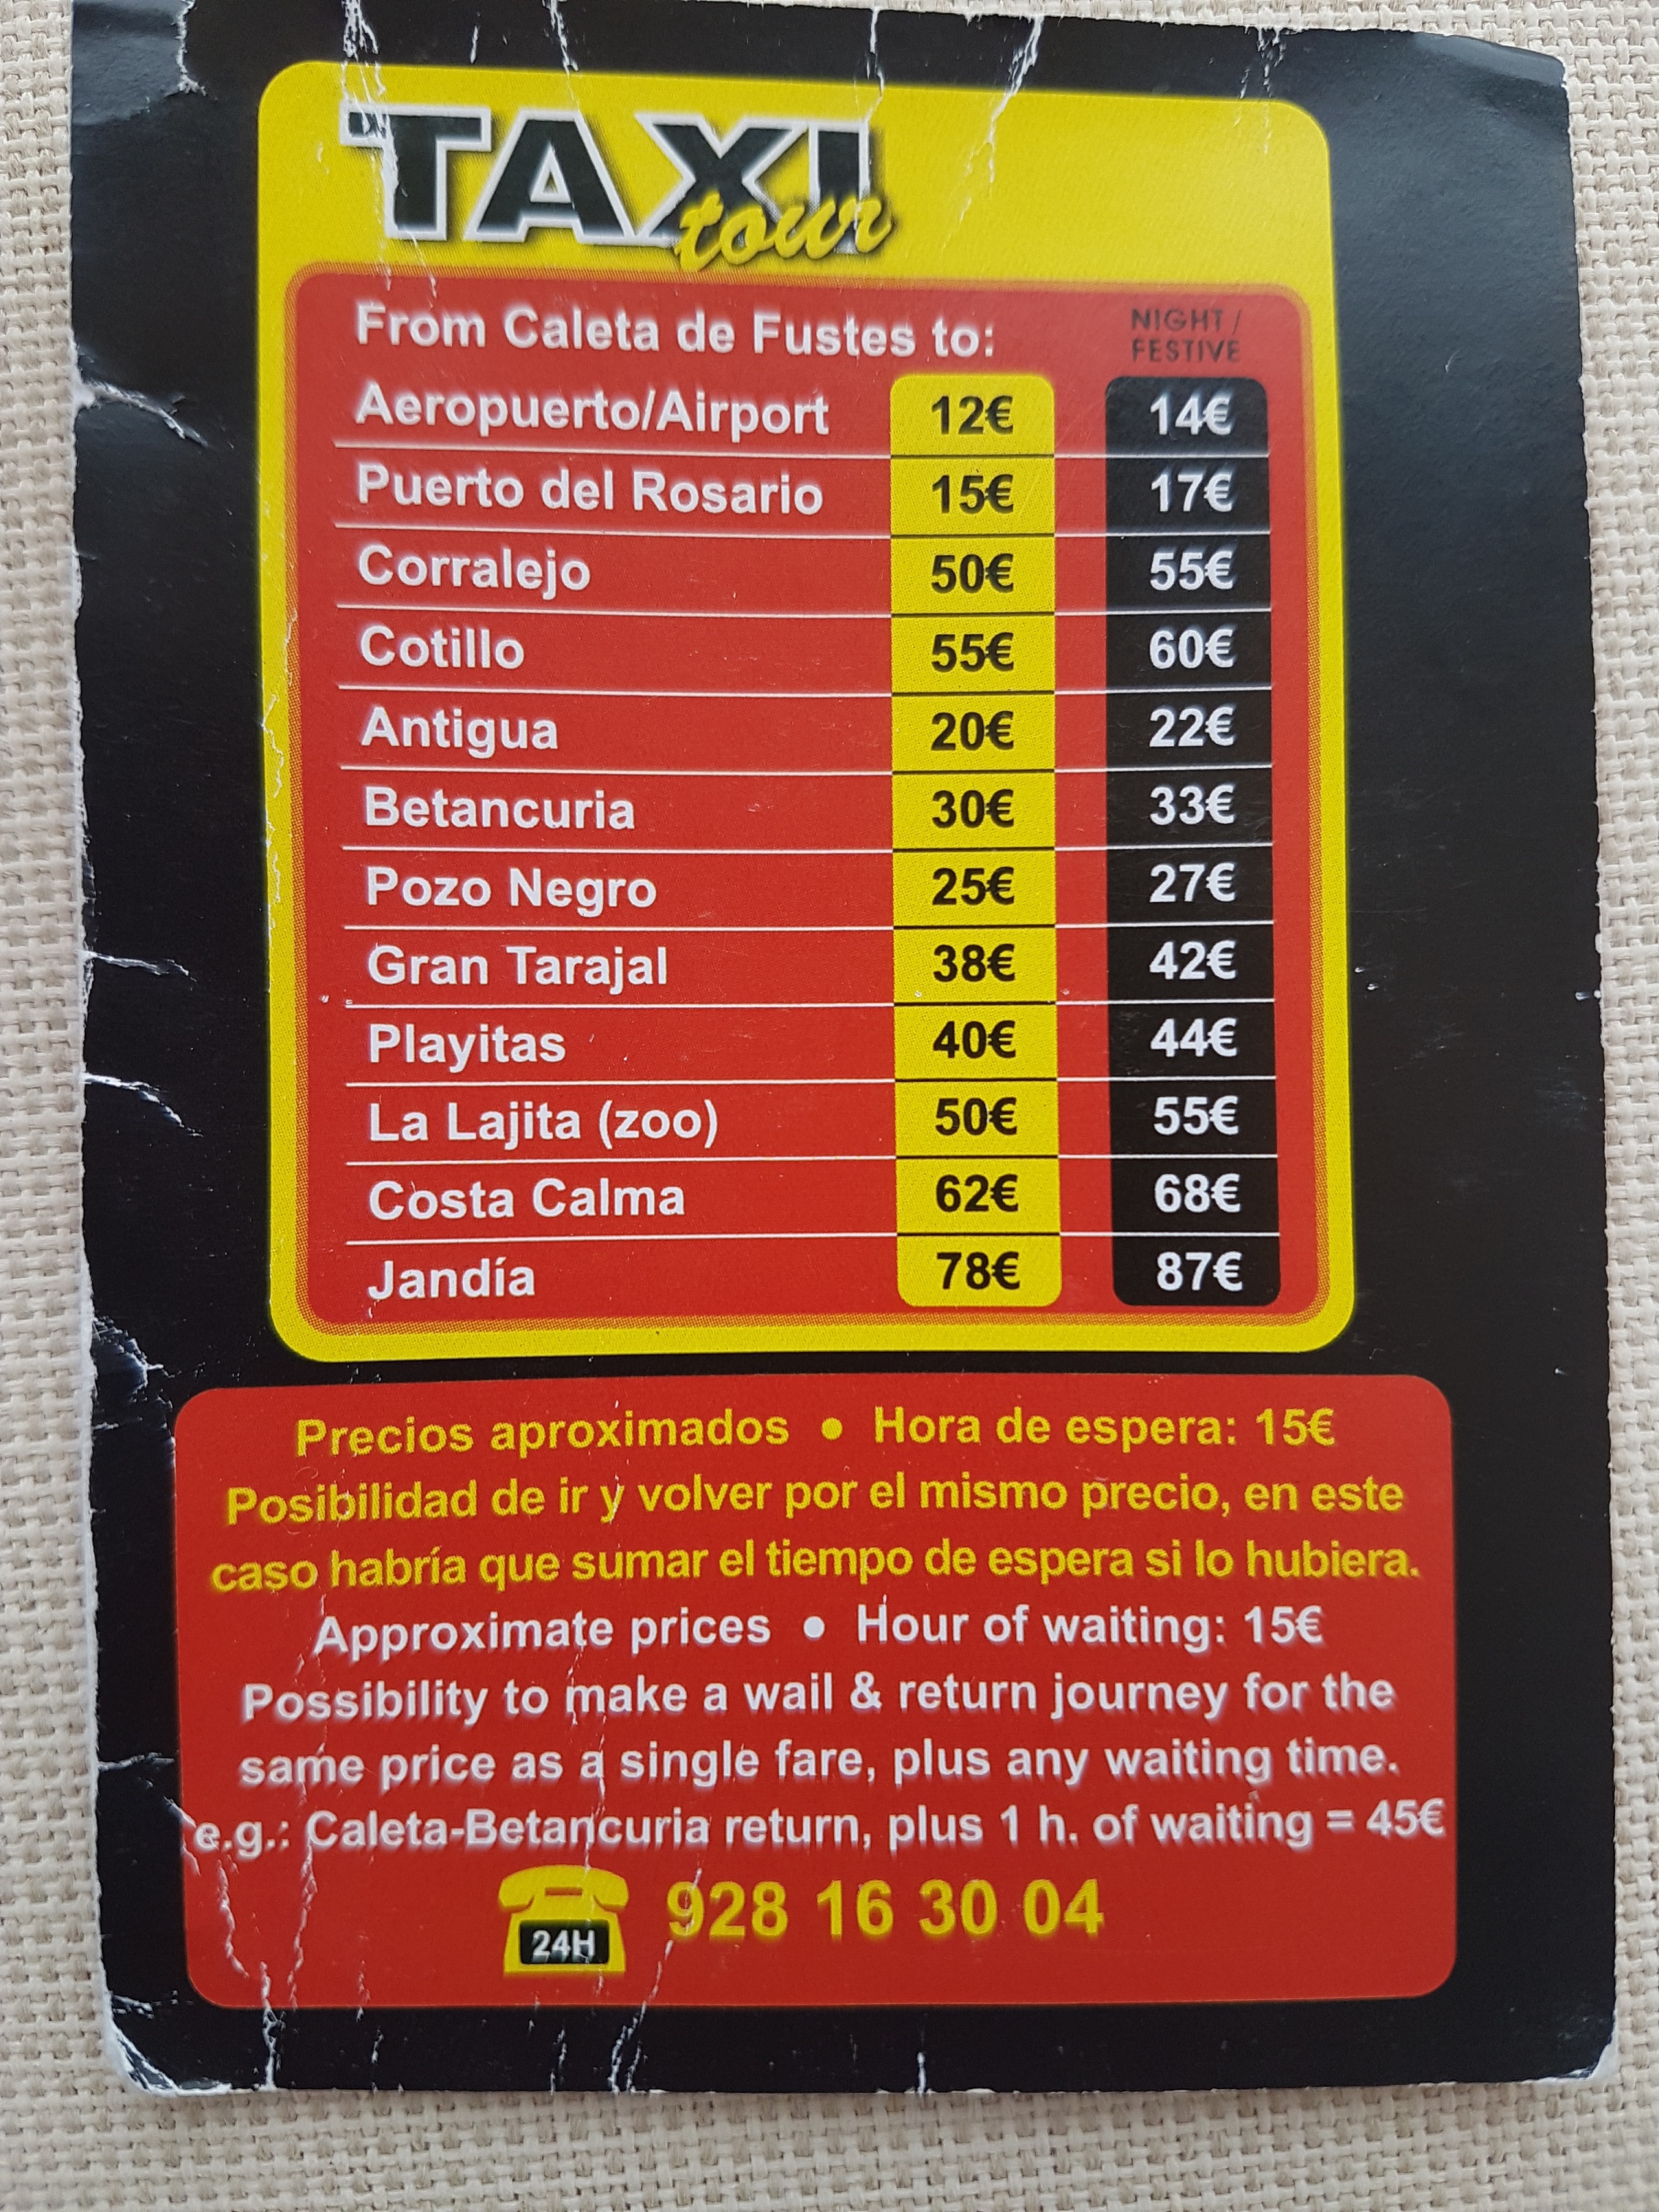 TAXI
tour
From Caleta de Fustes to: NIGHT / FESTIVE
Aeropuerto/Airport 12€ 14€
Puerto del Rosario 15€ 17€
Corralejo 50€ 55€
Cotillo 55€ 60€
Antigua 20€ 22€
Betancuria 30€ 33€
Pozo Negro 25€ 27€
Gran Tarajal 38€ 42€
Playitas 40€ 44€
La Lajita (zoo) 50€ 55€
Costa Calma 62€ 68€
Jandía 78€ 87€
Precios aproximados • Hora de espera: 15€
Posibilidad de ir y volver por el mismo precio, en este
caso habría que sumar el tiempo de espera si lo hubiera.
Approximate prices • Hour of waiting: 15€
Possibility to make a wail & return journey for the
same price as a single fare, plus any waiting time.
e.g.: Caleta-Betancuria return, plus 1 h. of waiting = 45€
24H 928 16 30 04